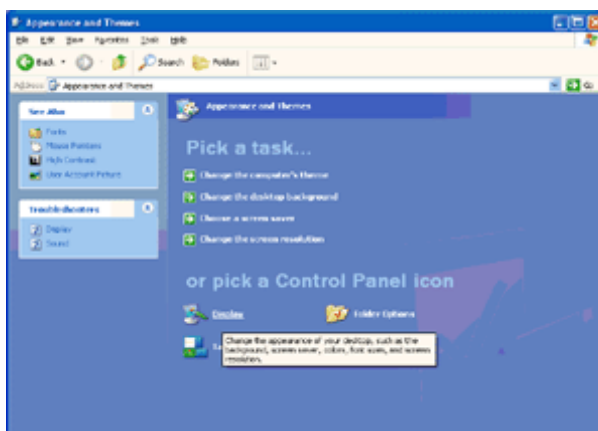 Appearance and Themes
File Edit View Favorites Tools Help
Back Search Folders
Address Appearance and Themes Go
See Also
Fonts
Mouse Pointers
High Contrast
User Account Picture
Troubleshooters
Display
Sound
Appearance and Themes
Pick a task...
Change the computer's theme
Change the desktop background
Choose a screen saver
Change the screen resolution
or pick a Control Panel icon
Display Folder Options
Change the appearance of your desktop, such as the
background, screen saver, colors, font sizes, and screen
resolution.